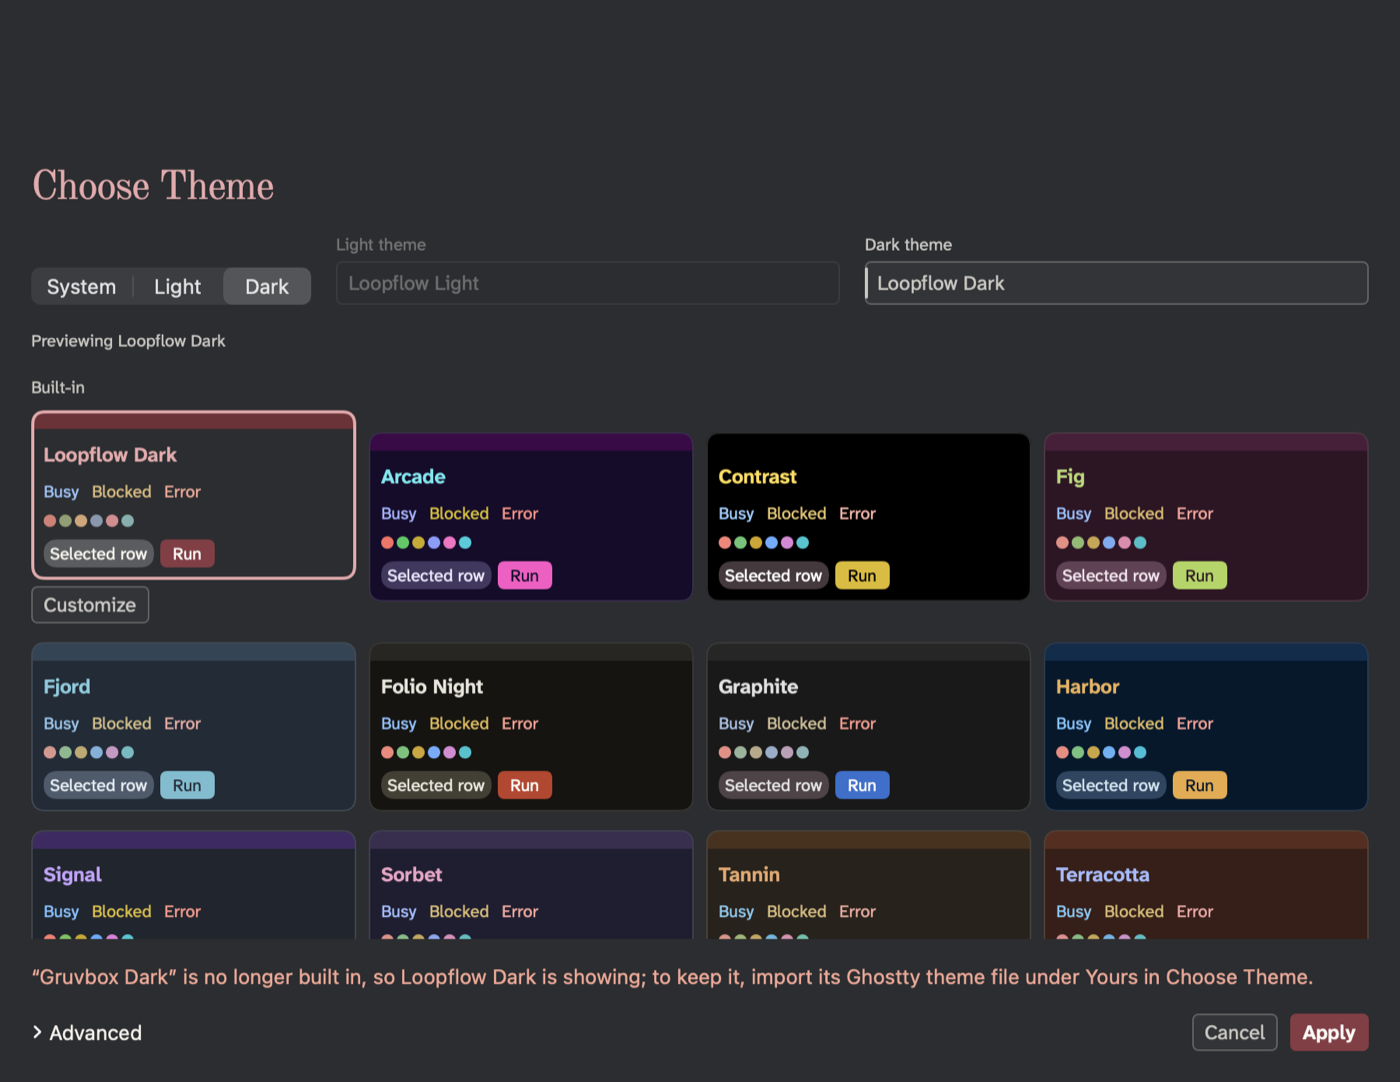 Choose Theme
Light theme
Dark theme
System Light Dark
Loopflow Light
Loopflow Dark
Previewing Loopflow Dark
Built-in
Loopflow Dark
Busy Blocked Error
Selected row Run
Customize
Arcade
Busy Blocked Error
Selected row Run
Contrast
Busy Blocked Error
Selected row Run
Fig
Busy Blocked Error
Selected row Run
Fjord
Busy Blocked Error
Selected row Run
Folio Night
Busy Blocked Error
Selected row Run
Graphite
Busy Blocked Error
Selected row Run
Harbor
Busy Blocked Error
Selected row Run
Signal
Busy Blocked Error
Sorbet
Busy Blocked Error
Tannin
Busy Blocked Error
Terracotta
Busy Blocked Error
“Gruvbox Dark” is no longer built in, so Loopflow Dark is showing; to keep it, import its Ghostty theme file under Yours in Choose Theme.
Advanced
Cancel Apply